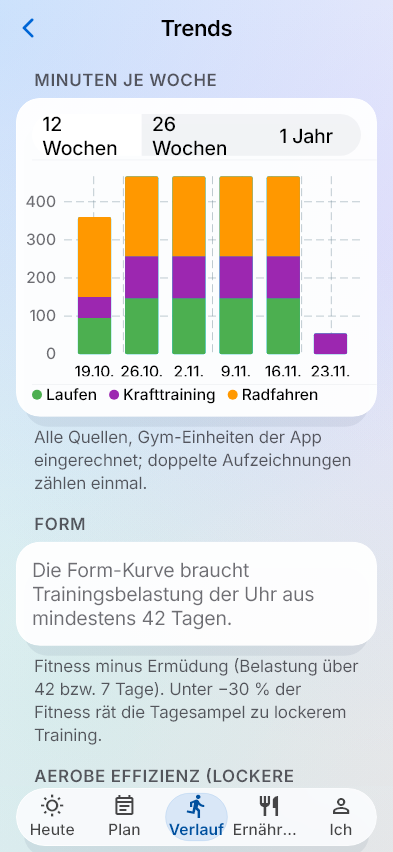 Trends
MINUTEN JE WOCHE
12
Wochen
26
Wochen
1 Jahr
400
300
200
100
0
19.10. 26.10. 2.11. 9.11. 16.11. 23.11.
Laufen Krafttraining Radfahren
Alle Quellen, Gym-Einheiten der App
eingerechnet; doppelte Aufzeichnungen
zählen einmal.
FORM
Die Form-Kurve braucht
Trainingsbelastung der Uhr aus
mindestens 42 Tagen.
Fitness minus Ermüdung (Belastung über
42 bzw. 7 Tage). Unter −30 % der
Fitness rät die Tagesampel zu lockerem
Training.
AEROBE EFFIZIENZ (LOCKERE
Heute Plan Verlauf Ernähr... Ich